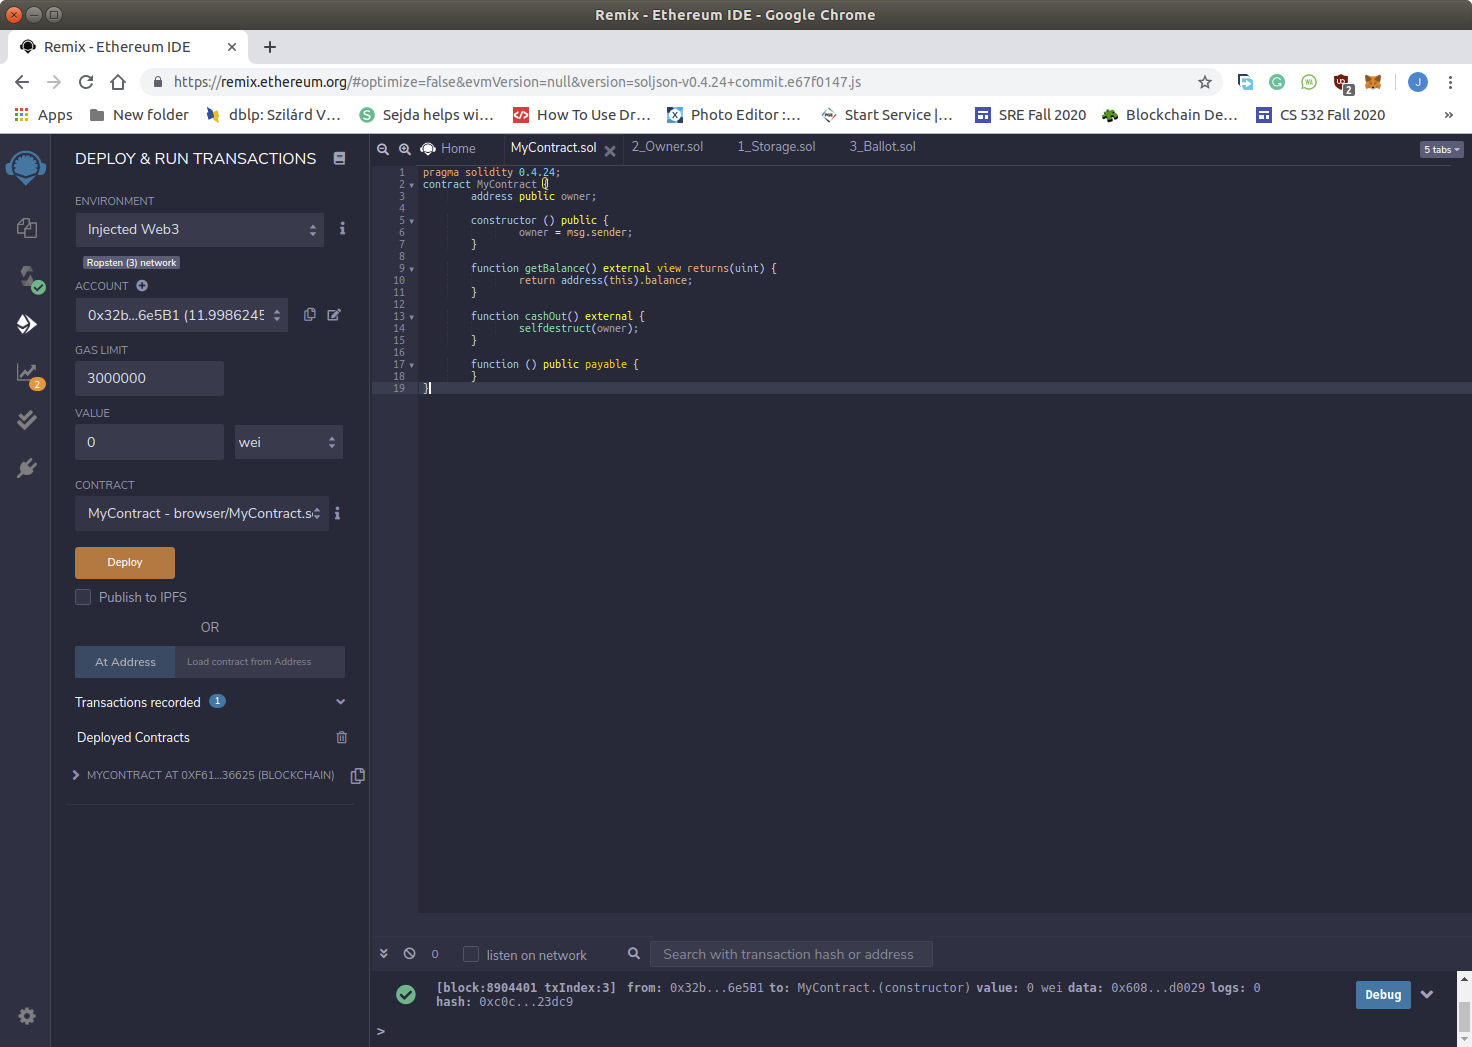 Remix - Ethereum IDE - Google Chrome
Remix - Ethereum IDE
https://remix.ethereum.org/#optimize=false&evmVersion=null&version=soljson-v0.4.24+commit.e67f0147.js
2
J
Apps
New folder
dblp: Szilárd V...
Sejda helps wi...
How To Use Dr...
Photo Editor :...
Start Service |...
SRE Fall 2020
Blockchain De...
CS 532 Fall 2020
»
DEPLOY & RUN TRANSACTIONS
ENVIRONMENT
Injected Web3
Ropsten (3) network
ACCOUNT
0x32b...6e5B1 (11.9986245
GAS LIMIT
3000000
VALUE
0
wei
CONTRACT
MyContract - browser/MyContract.s
Deploy
Publish to IPFS
OR
At Address
Load contract from Address
Transactions recorded 1
Deployed Contracts
MYCONTRACT AT 0XF61...36625 (BLOCKCHAIN)
2
Home
MyContract.sol
2_Owner.sol
1_Storage.sol
3_Ballot.sol
5 tabs
1 pragma solidity 0.4.24;
2 contract MyContract {
3 address public owner;
4
5 constructor () public {
6 owner = msg.sender;
7 }
8
9 function getBalance() external view returns(uint) {
10 return address(this).balance;
11 }
12
13 function cashOut() external {
14 selfdestruct(owner);
15 }
16
17 function () public payable {
18 }
19 }
0
listen on network
Search with transaction hash or address
[block:8904401 txIndex:3] from: 0x32b...6e5B1 to: MyContract.(constructor) value: 0 wei data: 0x608...d0029 logs: 0
hash: 0xc0c...23dc9
Debug
>